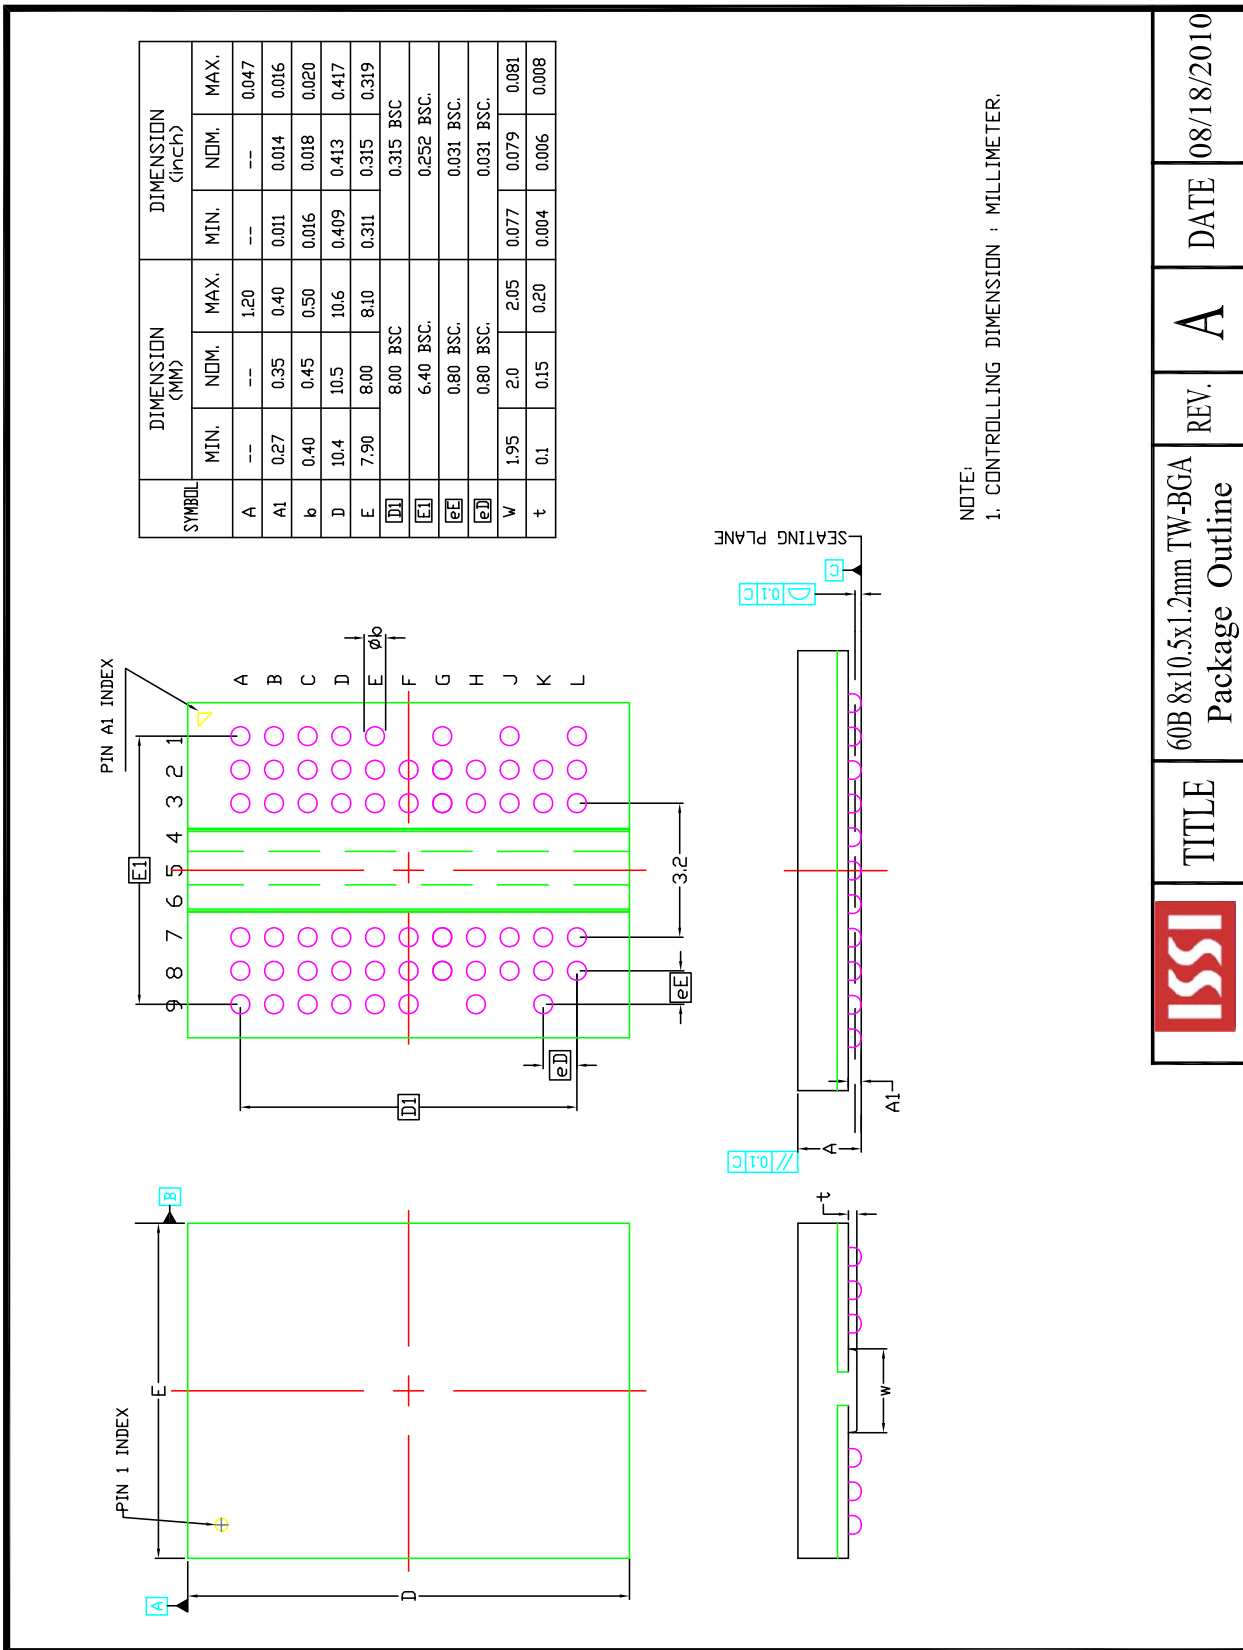 PIN 1 INDEX
A
B
E
D
PIN A1 INDEX
1
2
3
4
5
6
7
8
9
A
B
C
D
E
F
G
H
J
K
L
E1
D1
eD
eE
3.2
øb
SYMBOL DIMENSION (MM) DIMENSION (inch)
MIN. NOM. MAX. MIN. NOM. MAX.
A -- -- 1.20 -- -- 0.047
A1 0.27 0.35 0.40 0.011 0.014 0.016
b 0.40 0.45 0.50 0.016 0.018 0.020
D 10.4 10.5 10.6 0.409 0.413 0.417
E 7.90 8.00 8.10 0.311 0.315 0.319
D1 8.00 BSC 0.315 BSC
E1 6.40 BSC. 0.252 BSC.
eE 0.80 BSC. 0.031 BSC.
eD 0.80 BSC. 0.031 BSC.
W 1.95 2.0 2.05 0.077 0.079 0.081
t 0.1 0.15 0.20 0.004 0.006 0.008
t
w
// 0.1 C
A
A1
0.1 C
C
SEATING PLANE
NOTE:
1. CONTROLLING DIMENSION : MILLIMETER.
ISSI
TITLE
60B 8x10.5x1.2mm TW-BGA
Package Outline
REV.
A
DATE
08/18/2010